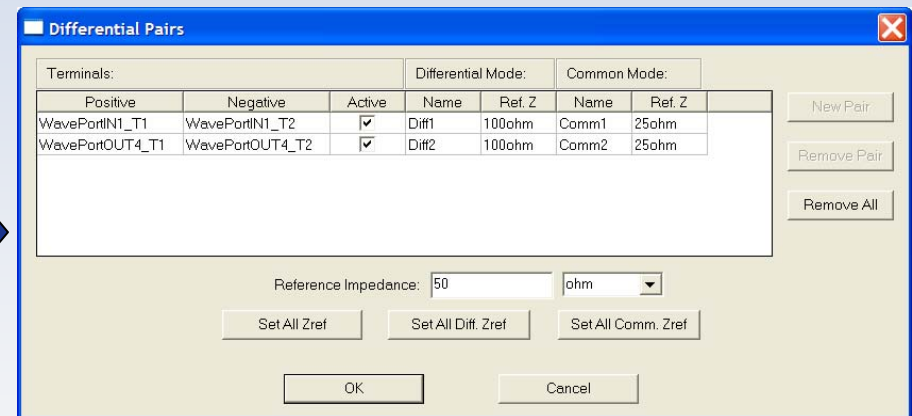 Differential Pairs
Terminals: Differential Mode: Common Mode:
Positive Negative Active Name Ref. Z Name Ref. Z
WavePortIN1_T1 WavePortIN1_T2 Diff1 100ohm Comm1 25ohm
WavePortOUT4_T1 WavePortOUT4_T2 Diff2 100ohm Comm2 25ohm
New Pair
Remove Pair
Remove All
Reference Impedance: 50 ohm
Set All Zref Set All Diff. Zref Set All Comm. Zref
OK Cancel